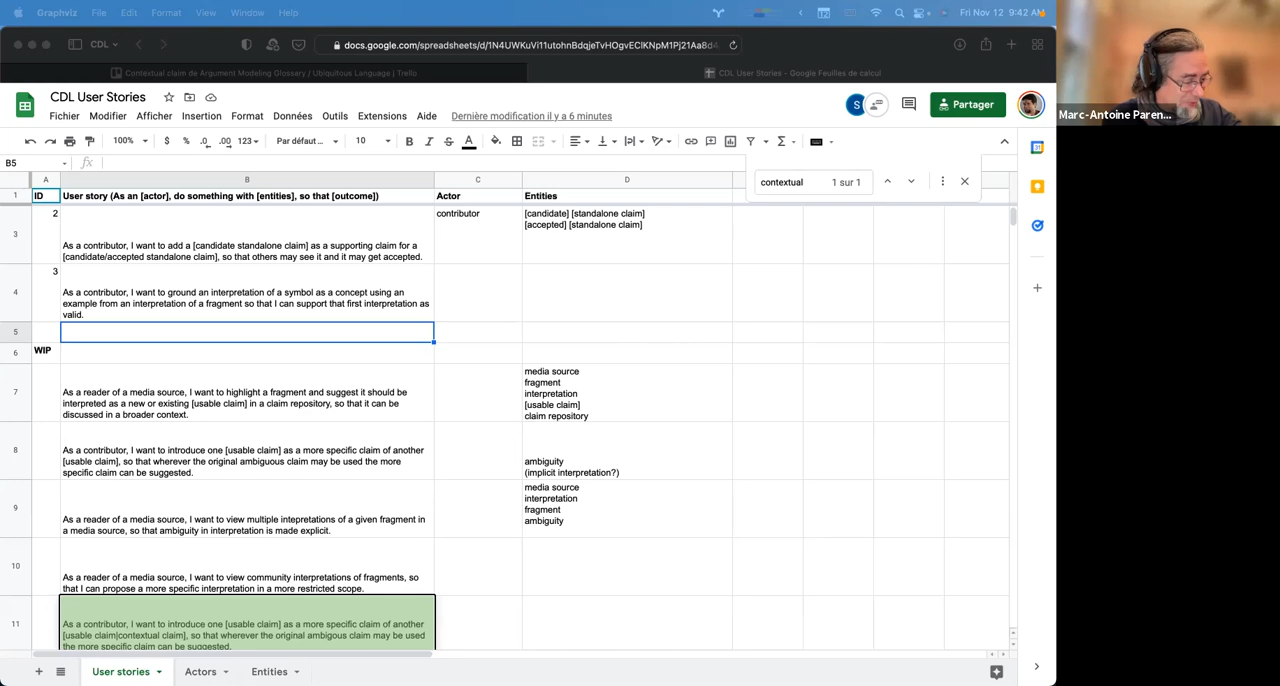 Graphviz File Edit Format View Window Help Fri Nov 12 9:42 AM
CDL
docs.google.com/spreadsheets/d/1N4UWKuVi11utohnBdqjeTvHOgvEClKNpM1Pj21Aa8d4
Contextual claim de Argument Modeling Glossary / Ubiquitous Language | Trello
CDL User Stories - Google Feuilles de calcul
CDL User Stories
Fichier Modifier Afficher Insertion Format Données Outils Extensions Aide Dernière modification il y a 6 minutes
S
Partager
Marc-Antoine Paren...
100% $ % .0 .00 123 Par défaut ... 10 B I S A
B5 fx
contextual 1 sur 1
A B C D
1 ID User story (As an [actor], do something with [entities], so that [outcome]) Actor Entities
3
2
As a contributor, I want to add a [candidate standalone claim] as a supporting claim for a
[candidate/accepted standalone claim], so that others may see it and it may get accepted.
contributor
[candidate] [standalone claim]
[accepted] [standalone claim]
4
3
As a contributor, I want to ground an interpretation of a symbol as a concept using an
example from an interpretation of a fragment so that I can support that first interpretation as
valid.
5
6 WIP
7
As a reader of a media source, I want to highlight a fragment and suggest it should be
interpreted as a new or existing [usable claim] in a claim repository, so that it can be
discussed in a broader context.
media source
fragment
interpretation
[usable claim]
claim repository
8
As a contributor, I want to introduce one [usable claim] as a more specific claim of another
[usable claim], so that wherever the original ambiguous claim may be used the more
specific claim can be suggested.
ambiguity
(implicit interpretation?)
9
As a reader of a media source, I want to view multiple intepretations of a given fragment in
a media source, so that ambiguity in interpretation is made explicit.
media source
interpretation
fragment
ambiguity
10
As a reader of a media source, I want to view community interpretations of fragments, so
that I can propose a more specific interpretation in a more restricted scope.
11
As a contributor, I want to introduce one [usable claim] as a more specific claim of another
[usable claim|contextual claim], so that wherever the original ambigous claim may be used
the more specific claim can be suggested.
User stories Actors Entities